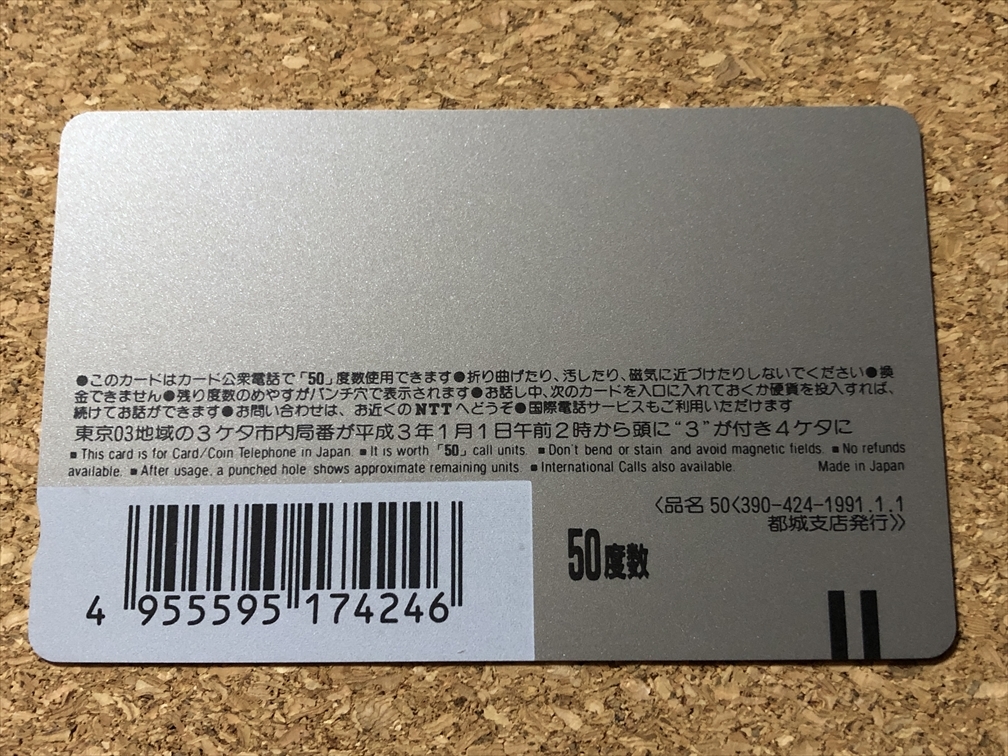 ●このカードはカード公衆電話で「50」度数使用できます●折り曲げたり、汚したり、磁気に近づけたりしないでください●換
金できません●残り度数のめやすがパンチ穴で表示されます●お話し中、次のカードを入口に入れておくか硬貨を投入すれば、
続けてお話ができます●お問い合わせは、お近くのNTTへどうぞ●国際電話サービスもご利用いただけます
東京03地域の3ケタ市内局番が平成3年1月1日午前2時から頭に“3”が付き4ケタに
■ This card is for Card/Coin Telephone in Japan. ■ It is worth「50」call units. ■ Don't bend or stain and avoid magnetic fields. ■ No refunds
available. ■ After usage, a punched hole shows approximate remaining units. ■ International Calls also available. Made in Japan
〈品名 50〈390-424-1991.1.1
都城支店発行〉〉
50度数
4 955595 174246